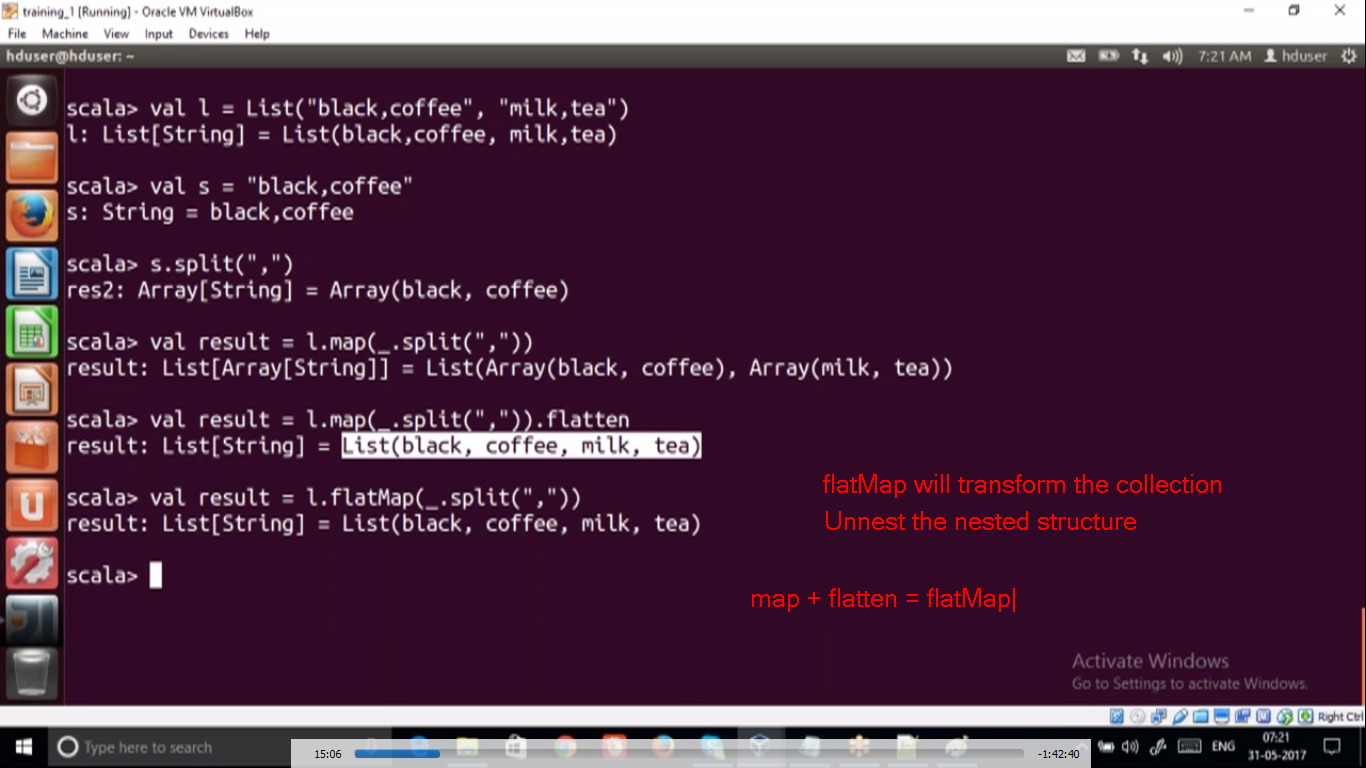 training_1 [Running] - Oracle VM VirtualBox
File Machine View Input Devices Help
hduser@hduser: ~ 7:21 AM hduser
scala> val l = List("black,coffee", "milk,tea")
l: List[String] = List(black,coffee, milk,tea)
scala> val s = "black,coffee"
s: String = black,coffee
scala> s.split(",")
res2: Array[String] = Array(black, coffee)
scala> val result = l.map(_.split(","))
result: List[Array[String]] = List(Array(black, coffee), Array(milk, tea))
scala> val result = l.map(_.split(",")).flatten
result: List[String] = List(black, coffee, milk, tea)
scala> val result = l.flatMap(_.split(","))
result: List[String] = List(black, coffee, milk, tea)
scala>
flatMap will transform the collection
Unnest the nested structure
map + flatten = flatMap
Activate Windows
Go to Settings to activate Windows.
Right Ctrl
Type here to search
15:06 -1:42:40
ENG
07:21
31-05-2017